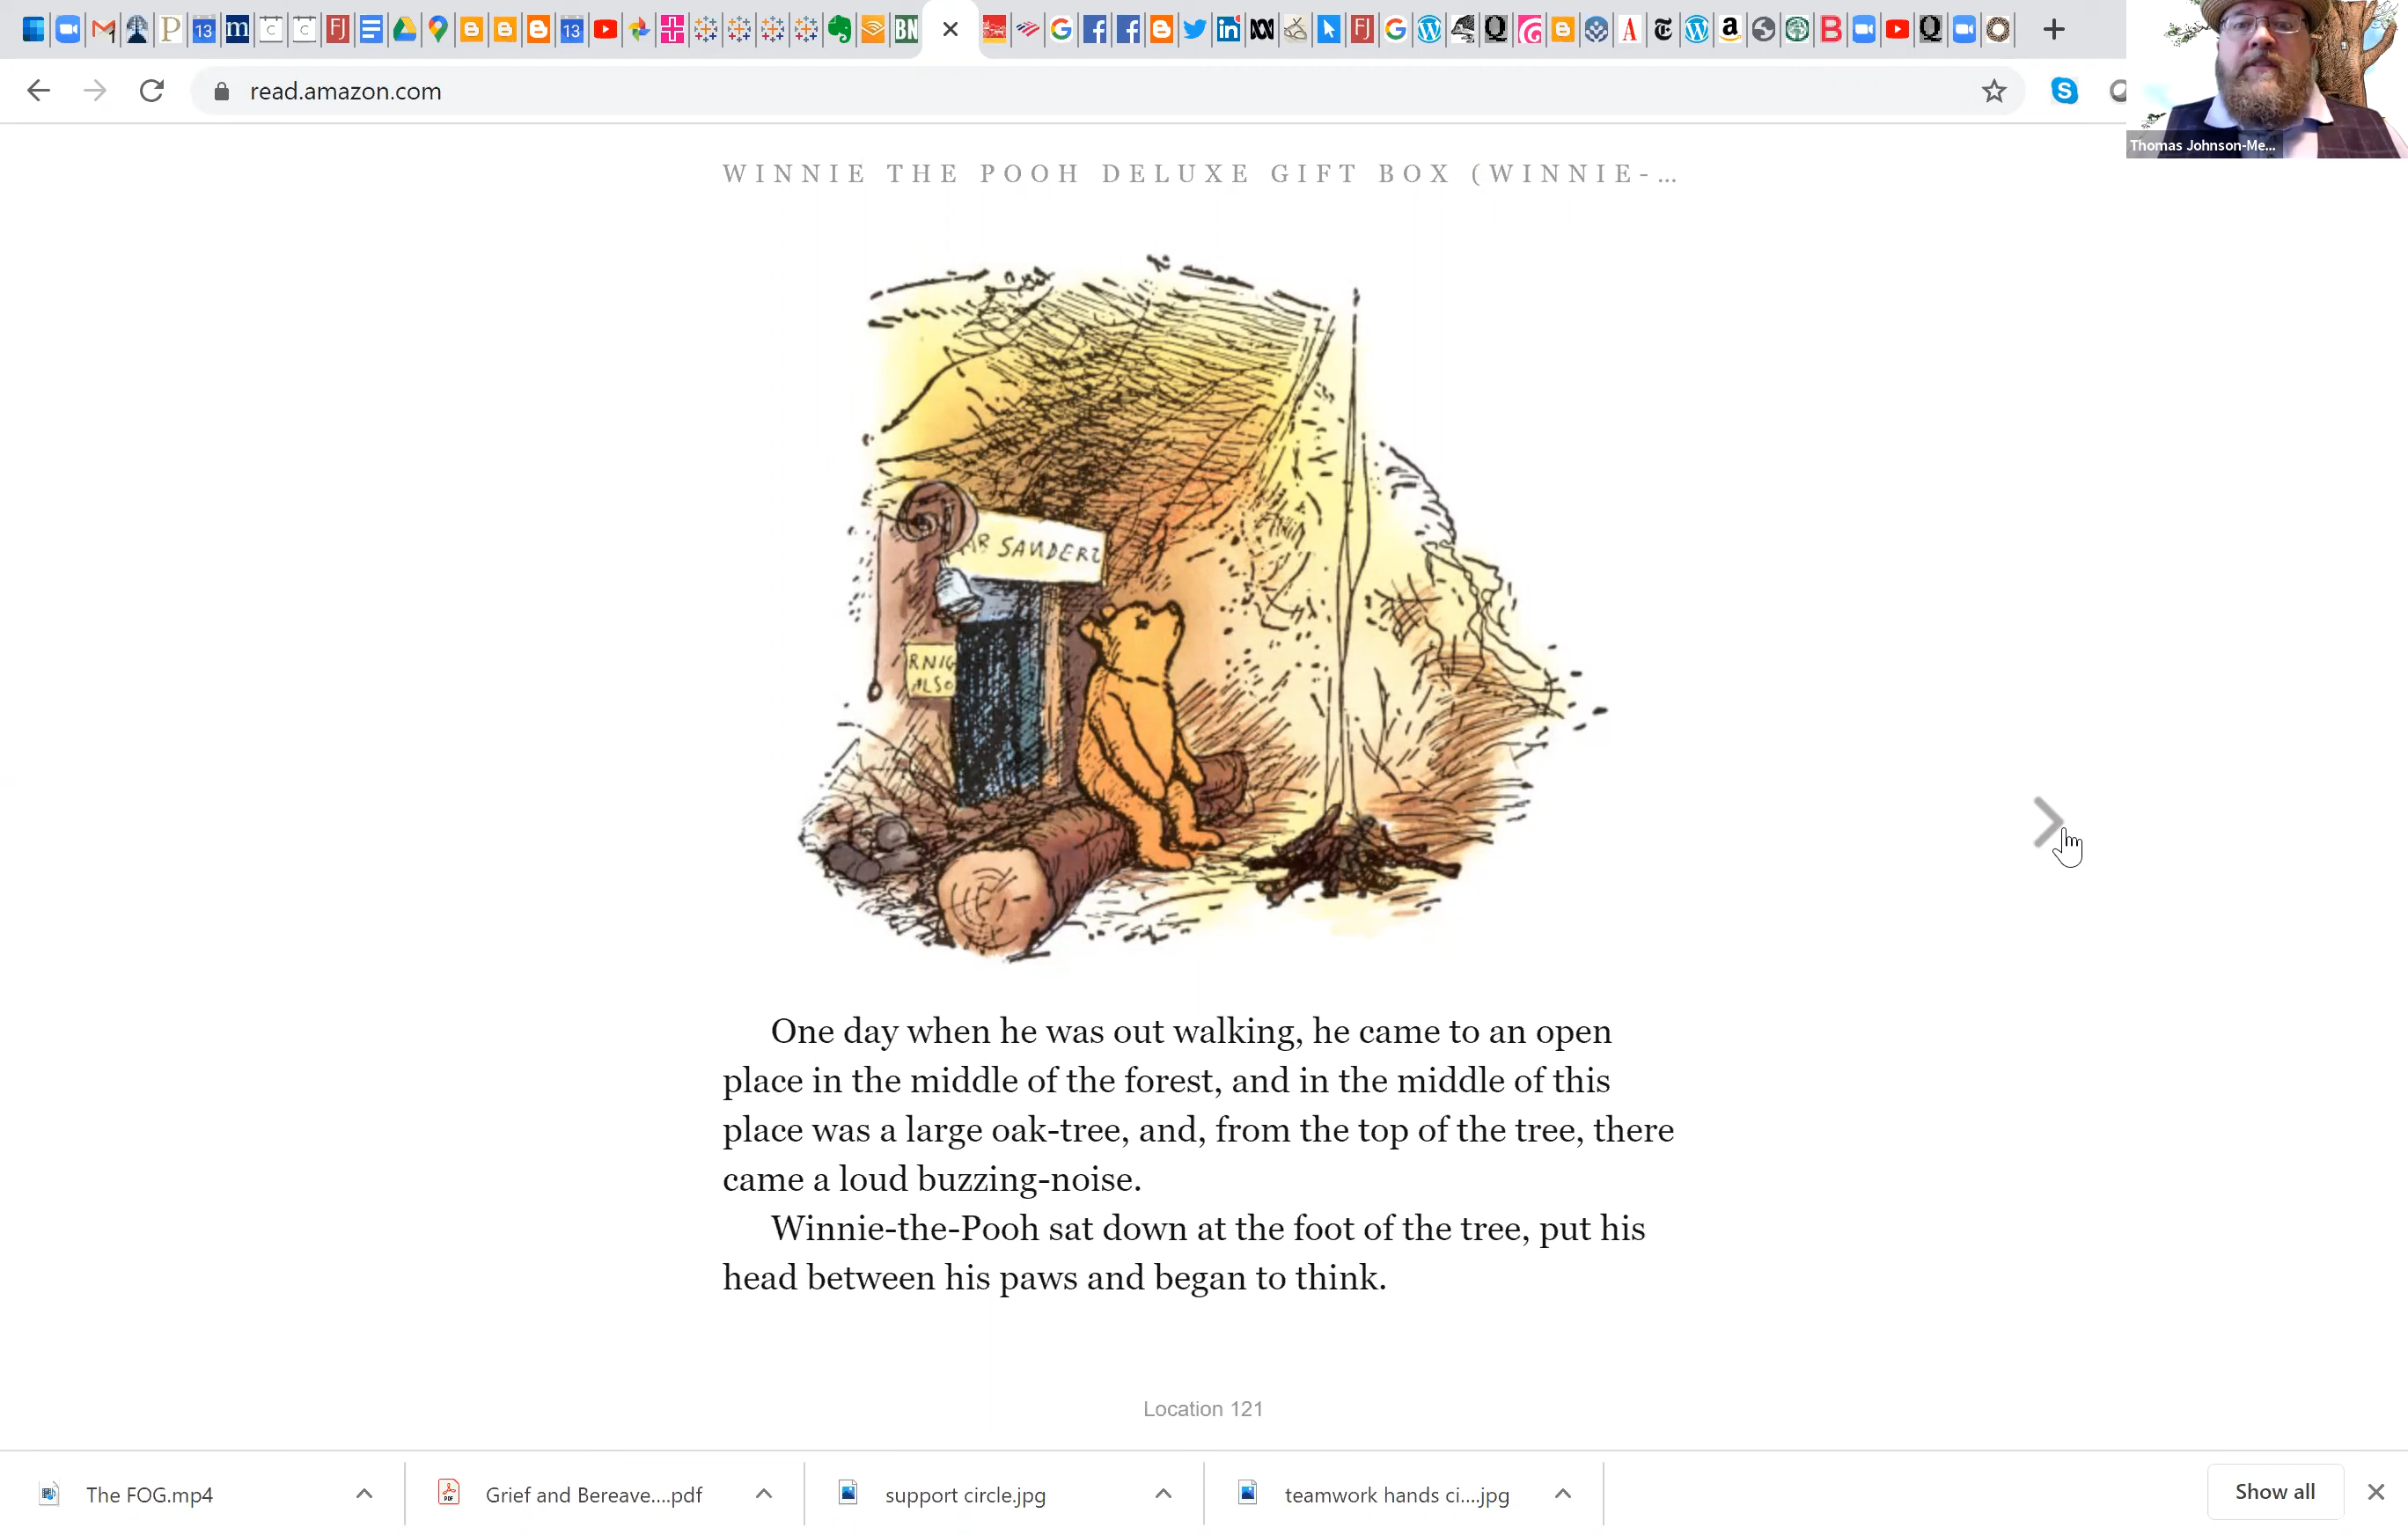 read.amazon.com
Thomas Johnson-Me...
WINNIE THE POOH DELUXE GIFT BOX (WINNIE-...
SANDERZ
RNIG
ALSO
One day when he was out walking, he came to an open
place in the middle of the forest, and in the middle of this
place was a large oak-tree, and, from the top of the tree, there
came a loud buzzing-noise.
Winnie-the-Pooh sat down at the foot of the tree, put his
head between his paws and began to think.
Location 121
The FOG.mp4
Grief and Bereave....pdf
support circle.jpg
teamwork hands ci....jpg
Show all